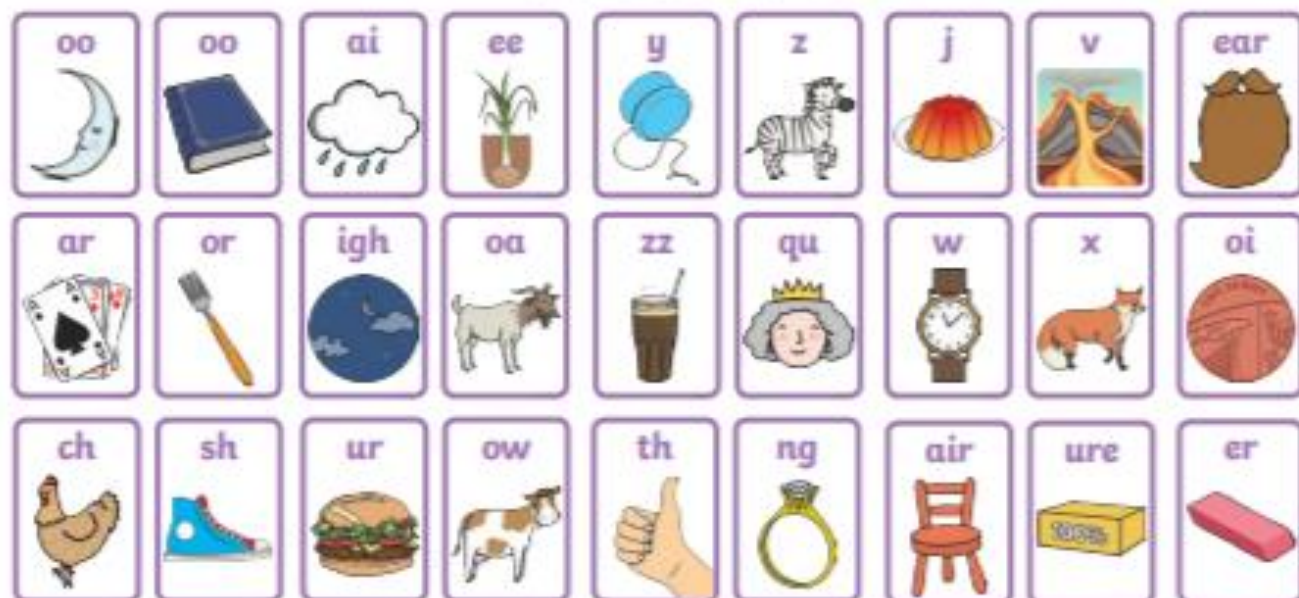 oo oo ai ee y z j v ear
ar or igh oa zz qu w x oi
ch sh ur ow th ng air ure er